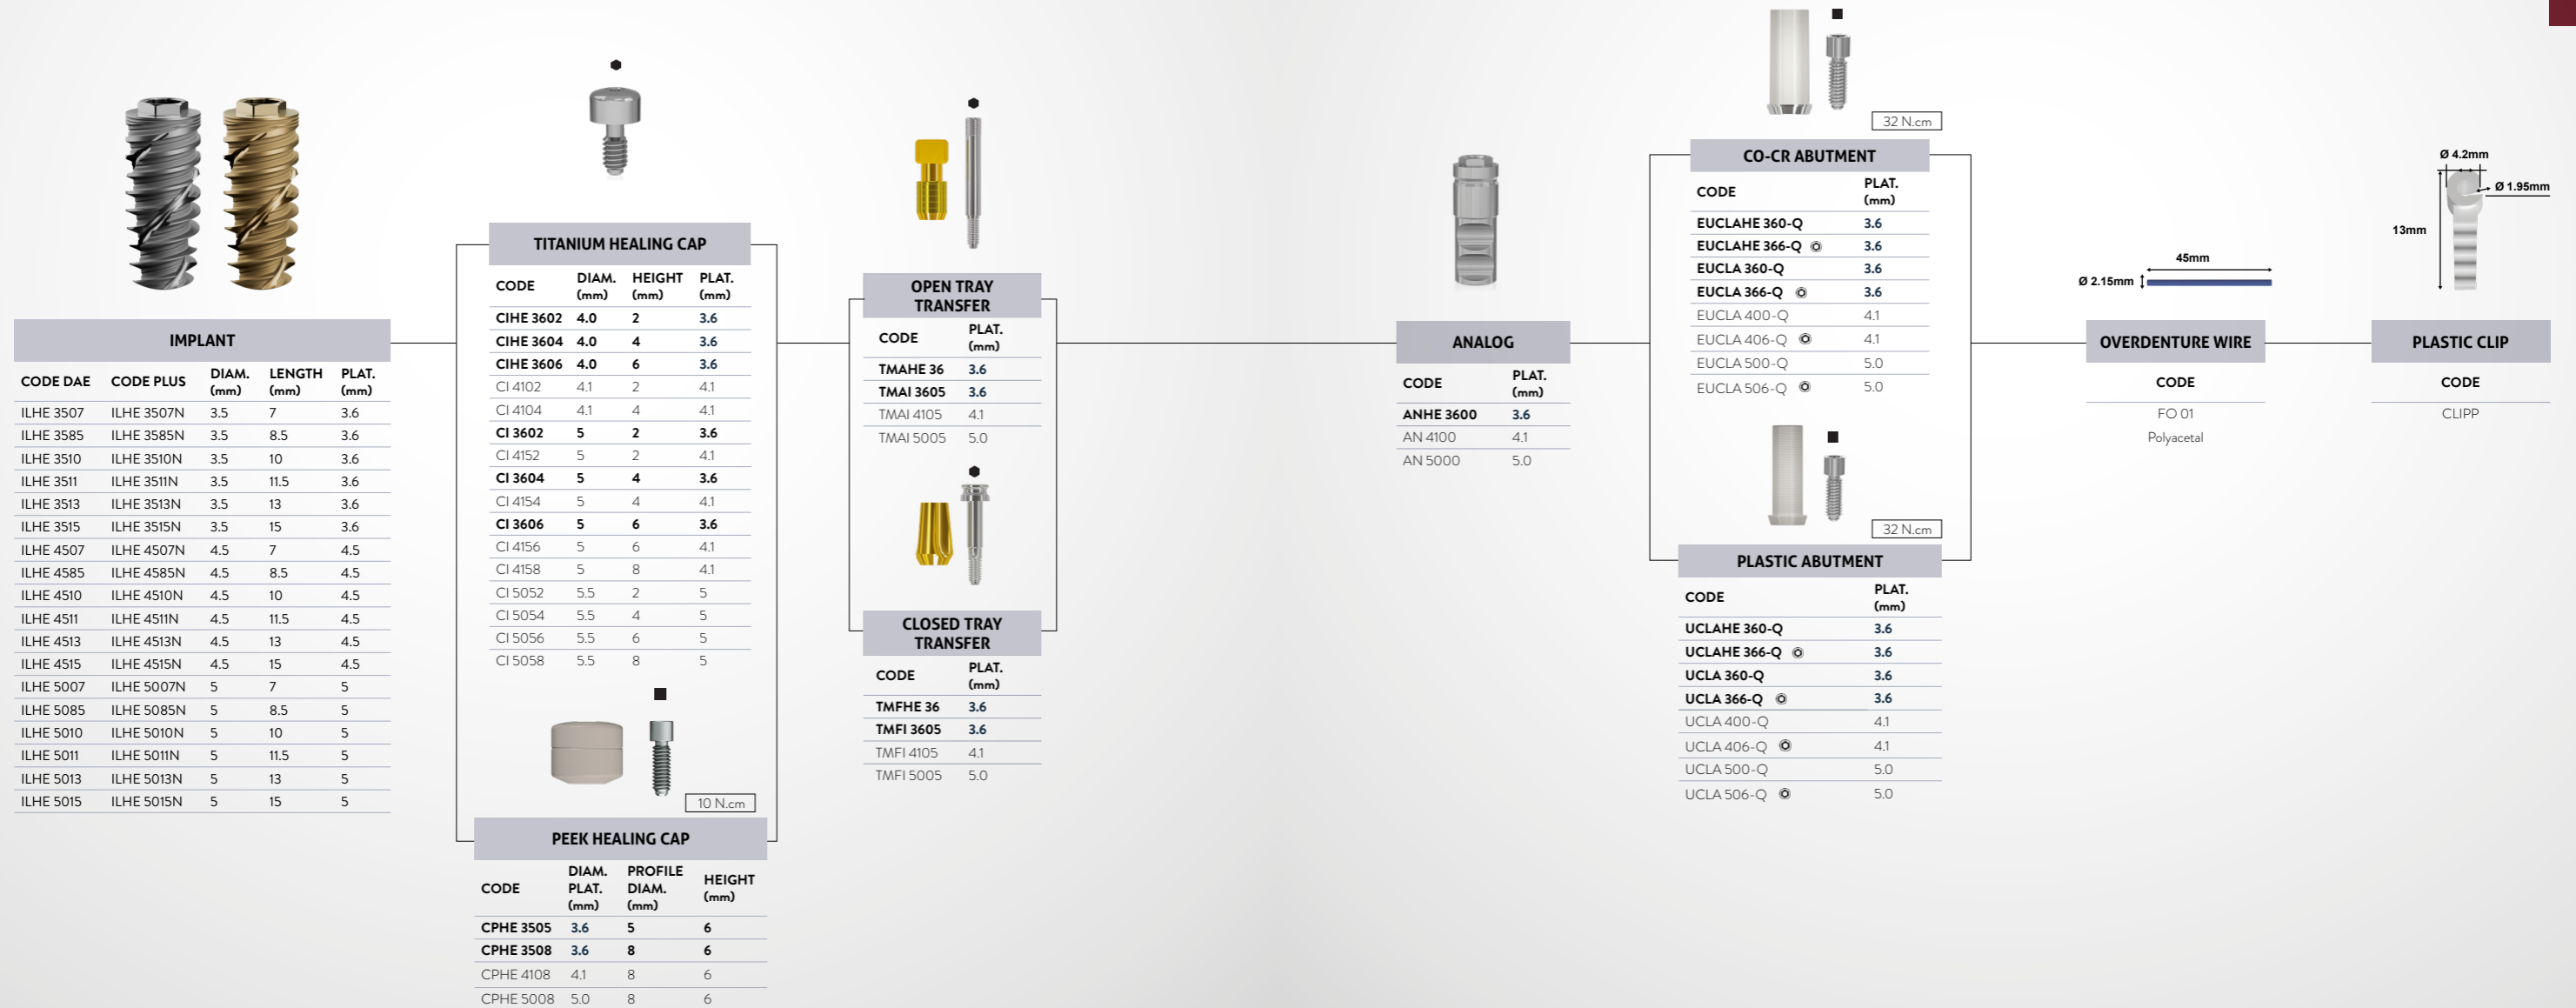 IMPLANT
CODE DAE CODE PLUS DIAM. (mm) LENGTH (mm) PLAT. (mm)
ILHE 3507 ILHE 3507N 3.5 7 3.6
ILHE 3585 ILHE 3585N 3.5 8.5 3.6
ILHE 3510 ILHE 3510N 3.5 10 3.6
ILHE 3511 ILHE 3511N 3.5 11.5 3.6
ILHE 3513 ILHE 3513N 3.5 13 3.6
ILHE 3515 ILHE 3515N 3.5 15 3.6
ILHE 4507 ILHE 4507N 4.5 7 4.5
ILHE 4585 ILHE 4585N 4.5 8.5 4.5
ILHE 4510 ILHE 4510N 4.5 10 4.5
ILHE 4511 ILHE 4511N 4.5 11.5 4.5
ILHE 4513 ILHE 4513N 4.5 13 4.5
ILHE 4515 ILHE 4515N 4.5 15 4.5
ILHE 5007 ILHE 5007N 5 7 5
ILHE 5085 ILHE 5085N 5 8.5 5
ILHE 5010 ILHE 5010N 5 10 5
ILHE 5011 ILHE 5011N 5 11.5 5
ILHE 5013 ILHE 5013N 5 13 5
ILHE 5015 ILHE 5015N 5 15 5
TITANIUM HEALING CAP
CODE DIAM. (mm) HEIGHT (mm) PLAT. (mm)
CIHE 3602 4.0 2 3.6
CIHE 3604 4.0 4 3.6
CIHE 3606 4.0 6 3.6
CI 4102 4.1 2 4.1
CI 4104 4.1 4 4.1
CI 3602 5 2 3.6
CI 4152 5 2 4.1
CI 3604 5 4 3.6
CI 4154 5 4 4.1
CI 3606 5 6 3.6
CI 4156 5 6 4.1
CI 4158 5 8 4.1
CI 5052 5.5 2 5
CI 5054 5.5 4 5
CI 5056 5.5 6 5
CI 5058 5.5 8 5
10 N.cm
PEEK HEALING CAP
CODE DIAM. PLAT. (mm) PROFILE DIAM. (mm) HEIGHT (mm)
CPHE 3505 3.6 5 6
CPHE 3508 3.6 8 6
CPHE 4108 4.1 8 6
CPHE 5008 5.0 8 6
OPEN TRAY
TRANSFER
CODE PLAT. (mm)
TMAHE 36 3.6
TMAI 3605 3.6
TMAI 4105 4.1
TMAI 5005 5.0
CLOSED TRAY
TRANSFER
CODE PLAT. (mm)
TMFHE 36 3.6
TMFI 3605 3.6
TMFI 4105 4.1
TMFI 5005 5.0
ANALOG
CODE PLAT. (mm)
ANHE 3600 3.6
AN 4100 4.1
AN 5000 5.0
32 N.cm
CO-CR ABUTMENT
CODE PLAT. (mm)
EUCLAHE 360-Q 3.6
EUCLAHE 366-Q 3.6
EUCLA 360-Q 3.6
EUCLA 366-Q 3.6
EUCLA 400-Q 4.1
EUCLA 406-Q 4.1
EUCLA 500-Q 5.0
EUCLA 506-Q 5.0
32 N.cm
PLASTIC ABUTMENT
CODE PLAT. (mm)
UCLAHE 360-Q 3.6
UCLAHE 366-Q 3.6
UCLA 360-Q 3.6
UCLA 366-Q 3.6
UCLA 400-Q 4.1
UCLA 406-Q 4.1
UCLA 500-Q 5.0
UCLA 506-Q 5.0
45mm
Ø 2.15mm
OVERDENTURE WIRE
CODE
FO 01
Polyacetal
Ø 4.2mm
Ø 1.95mm
13mm
PLASTIC CLIP
CODE
CLIPP